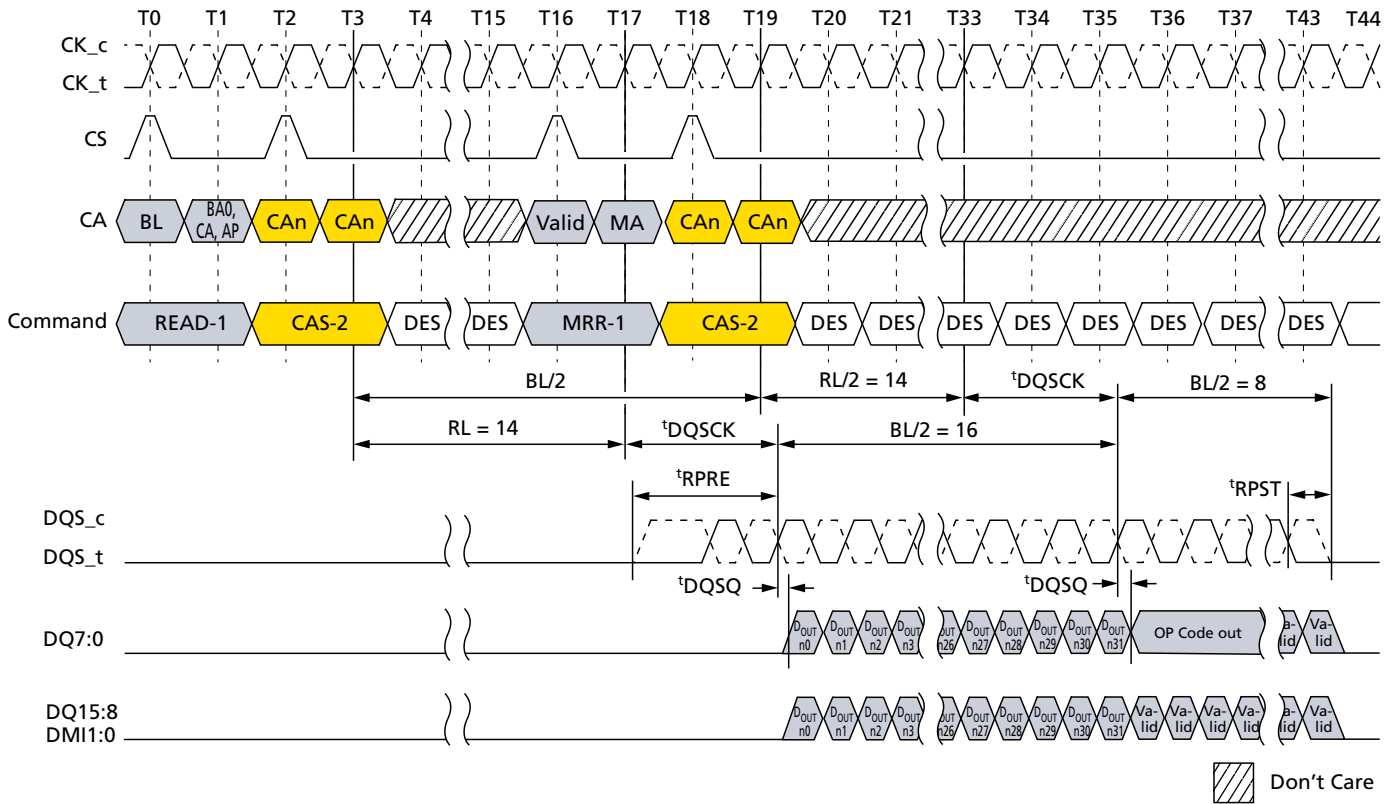 T0 T1 T2 T3 T4 T15 T16 T17 T18 T19 T20 T21 T33 T34 T35 T36 T37 T43 T44
CK_c
CK_t
CS
CA BL BA0, CA, AP CAn CAn Valid MA CAn CAn
Command READ-1 CAS-2 DES DES MRR-1 CAS-2 DES DES DES DES DES DES DES DES
BL/2 RL/2 = 14 tDQSCK BL/2 = 8
RL = 14 tDQSCK BL/2 = 16
tRPRE tRPST
DQS_c
DQS_t
tDQSQ tDQSQ
DQ7:0 DOUT n0 DOUT n1 DOUT n2 DOUT n3 OUT n26 DOUT n27 DOUT n28 DOUT n29 DOUT n30 DOUT n31 OP Code out a-lid Va-lid
DQ15:8
DMI1:0 DOUT n0 DOUT n1 DOUT n2 DOUT n3 OUT n26 DOUT n27 DOUT n28 DOUT n29 DOUT n30 DOUT n31 Va-lid Va-lid Va-lid Va-lid a-lid Va-lid
Don't Care